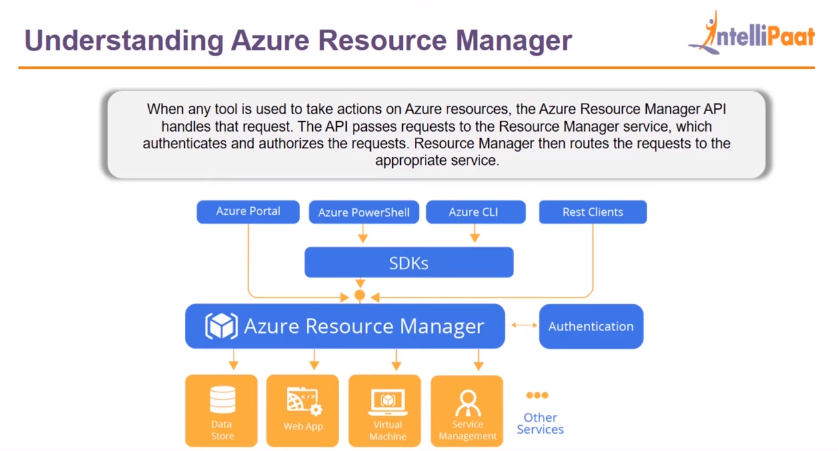 Understanding Azure Resource Manager
IntelliPaat
When any tool is used to take actions on Azure resources, the Azure Resource Manager API
handles that request. The API passes requests to the Resource Manager service, which
authenticates and authorizes the requests. Resource Manager then routes the requests to the
appropriate service.
Azure Portal
Azure PowerShell
Azure CLI
Rest Clients
SDKs
Azure Resource Manager
Authentication
Data
Store
Web App
Virtual
Machine
Service
Management
Other
Services